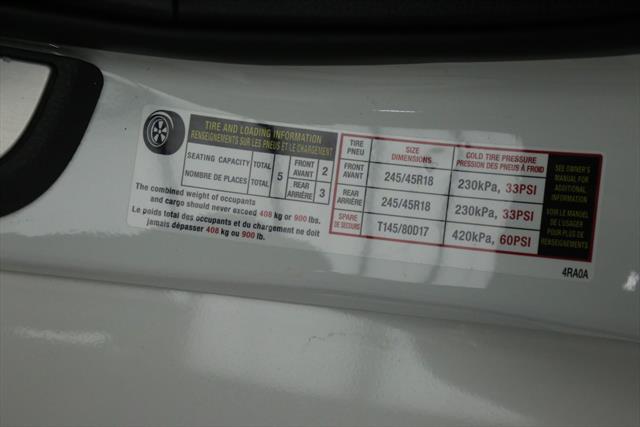 TIRE AND LOADING INFORMATION
RENSEIGNEMENTS SUR LES PNEUS ET LE CHARGEMENT
SEATING CAPACITY TOTAL 5 FRONT AVANT 2
NOMBRE DE PLACES TOTAL REAR ARRIÈRE 3
The combined weight of occupants
and cargo should never exceed 408 kg or 900 lbs.
Le poids total des occupants et du chargement ne doit
jamais dépasser 408 kg ou 900 lb.
TIRE PNEU SIZE DIMENSIONS COLD TIRE PRESSURE PRESSION DES PNEUS À FROID
FRONT AVANT 245/45R18 230kPa, 33PSI
REAR ARRIÈRE 245/45R18 230kPa, 33PSI
SPARE DE SECOURS T145/80D17 420kPa, 60PSI
SEE OWNER'S
MANUAL FOR
ADDITIONAL
INFORMATION
VOIR LE MANUEL
DE L'USAGER
POUR PLUS DE
RENSEIGNEMENTS
4RA0A